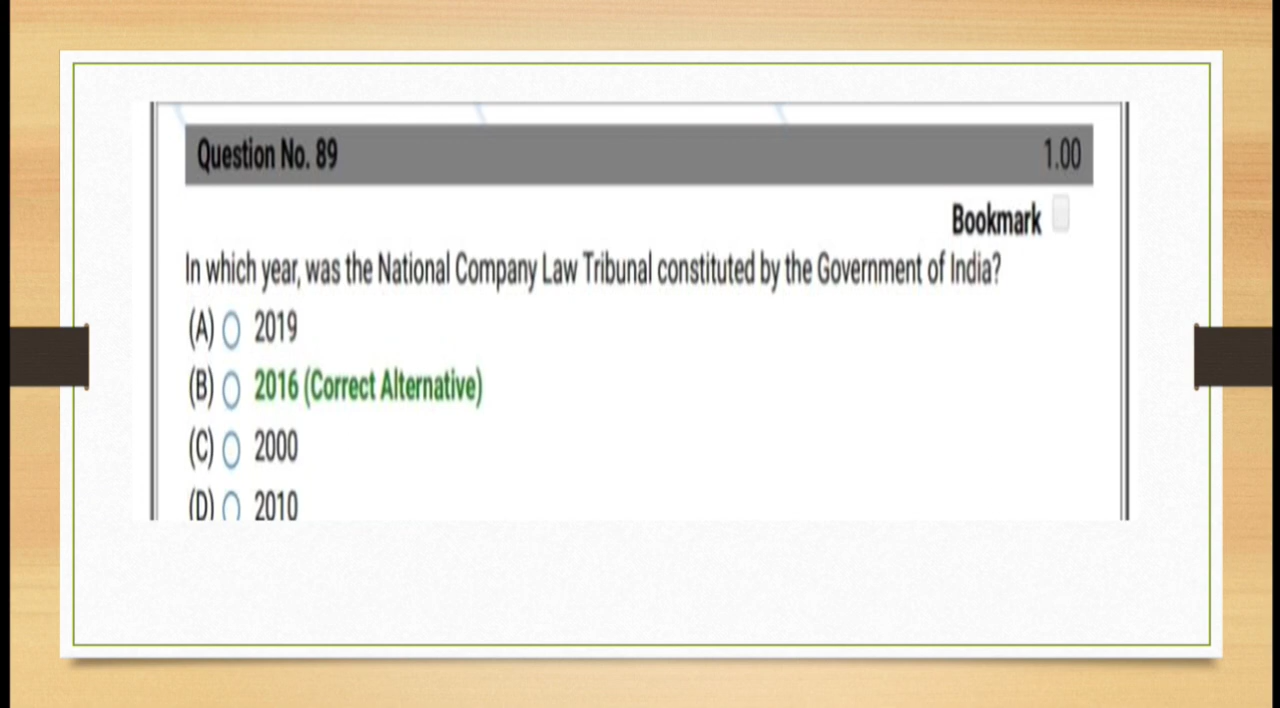 Question No. 89 1.00
Bookmark
In which year, was the National Company Law Tribunal constituted by the Government of India?
(A) 2019
(B) 2016 (Correct Alternative)
(C) 2000
(D) 2010